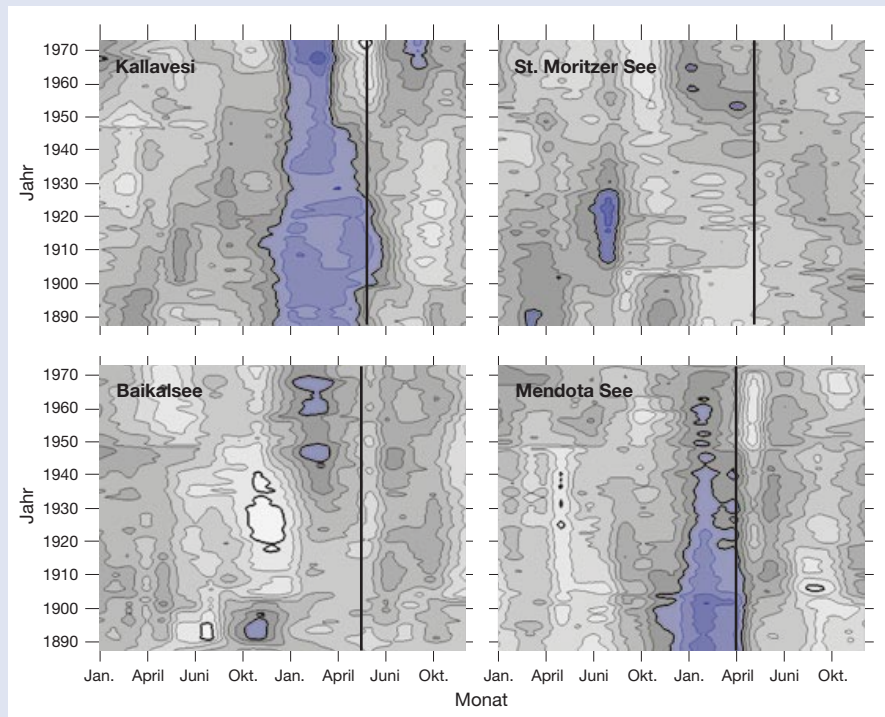 Kallavesi
St. Moritzer See
Jahr
1970
1960
1950
1940
1930
1920
1910
1900
1890
Baikalsee
Mendota See
Jahr
1970
1960
1950
1940
1930
1920
1910
1900
1890
Jan. April Juni Okt. Jan. April Juni Okt. Jan. April Juni Okt. Jan. April Juni Okt.
Monat